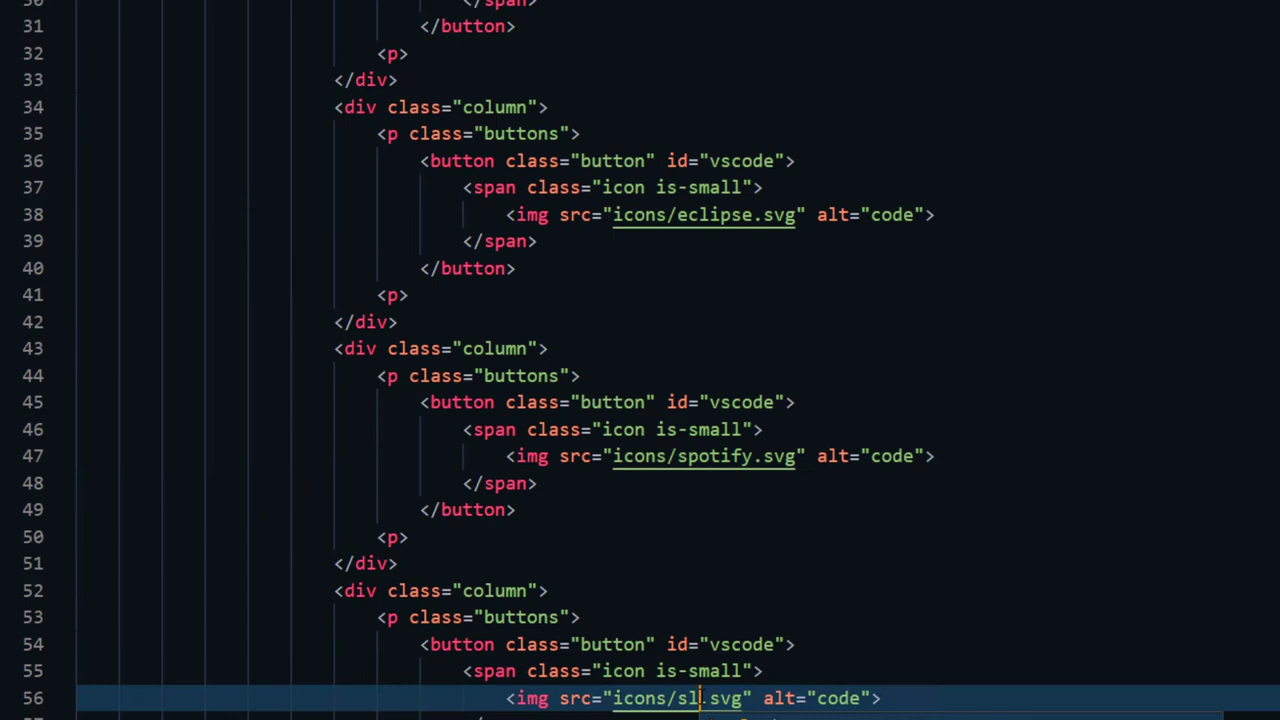 30 </span>
31 </button>
32 <p>
33 </div>
34 <div class="column">
35 <p class="buttons">
36 <button class="button" id="vscode">
37 <span class="icon is-small">
38 <img src="icons/eclipse.svg" alt="code">
39 </span>
40 </button>
41 <p>
42 </div>
43 <div class="column">
44 <p class="buttons">
45 <button class="button" id="vscode">
46 <span class="icon is-small">
47 <img src="icons/spotify.svg" alt="code">
48 </span>
49 </button>
50 <p>
51 </div>
52 <div class="column">
53 <p class="buttons">
54 <button class="button" id="vscode">
55 <span class="icon is-small">
56 <img src="icons/sl.svg" alt="code">